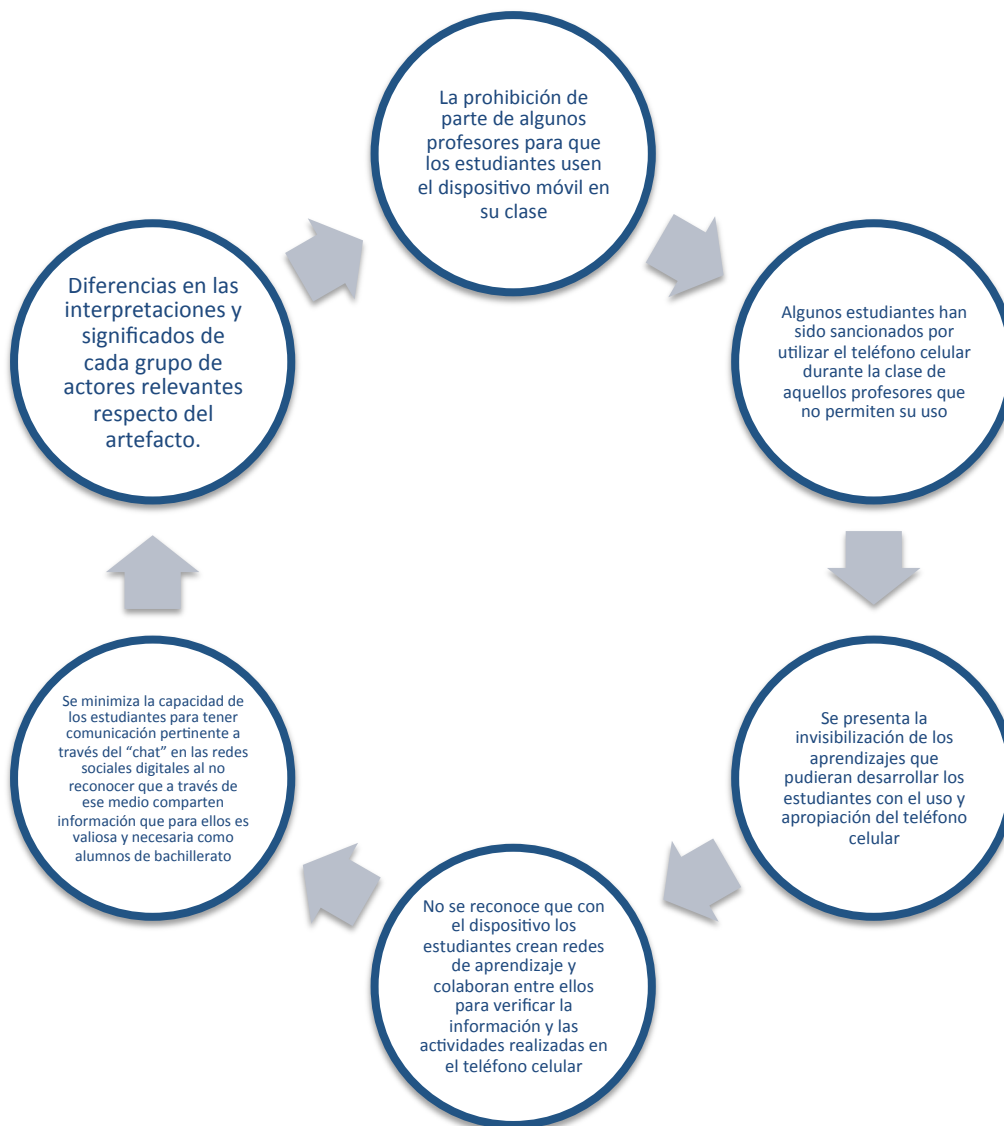 La prohibición de
parte de algunos
profesores para que
los estudiantes usen
el dispositivo móvil en
su clase
Algunos estudiantes han
sido sancionados por
utilizar el teléfono celular
durante la clase de
aquellos profesores que
no permiten su uso
Se presenta la
invisibilización de los
aprendizajes que
pudieran desarrollar los
estudiantes con el uso y
apropiación del teléfono
celular
No se reconoce que con
el dispositivo los
estudiantes crean redes
de aprendizaje y
colaboran entre ellos
para verificar la
información y las
actividades realizadas en
el teléfono celular
Se minimiza la capacidad de
los estudiantes para tener
comunicación pertinente a
través del “chat” en las redes
sociales digitales al no
reconocer que a través de
ese medio comparten
información que para ellos es
valiosa y necesaria como
alumnos de bachillerato
Diferencias en las
interpretaciones y
significados de
cada grupo de
actores relevantes
respecto del
artefacto.